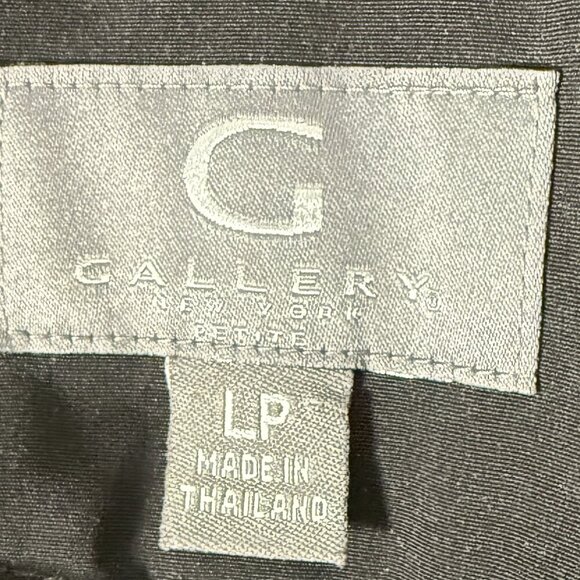 G
GALLERY
NEW YORK
PETITE
LP
MADE IN
THAILAND